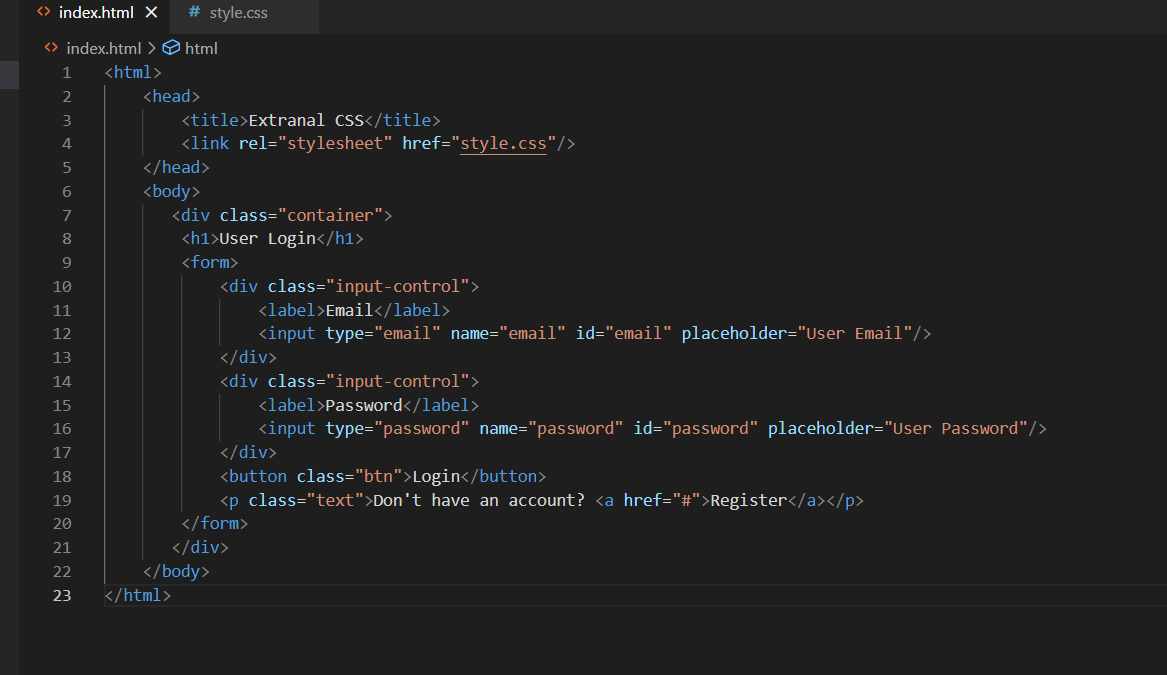 index.html
# style.css
index.html > html
1 <html>
2 <head>
3 <title>Extranal CSS</title>
4 <link rel="stylesheet" href="style.css"/>
5 </head>
6 <body>
7 <div class="container">
8 <h1>User Login</h1>
9 <form>
10 <div class="input-control">
11 <label>Email</label>
12 <input type="email" name="email" id="email" placeholder="User Email"/>
13 </div>
14 <div class="input-control">
15 <label>Password</label>
16 <input type="password" name="password" id="password" placeholder="User Password"/>
17 </div>
18 <button class="btn">Login</button>
19 <p class="text">Don't have an account? <a href="#">Register</a></p>
20 </form>
21 </div>
22 </body>
23 </html>